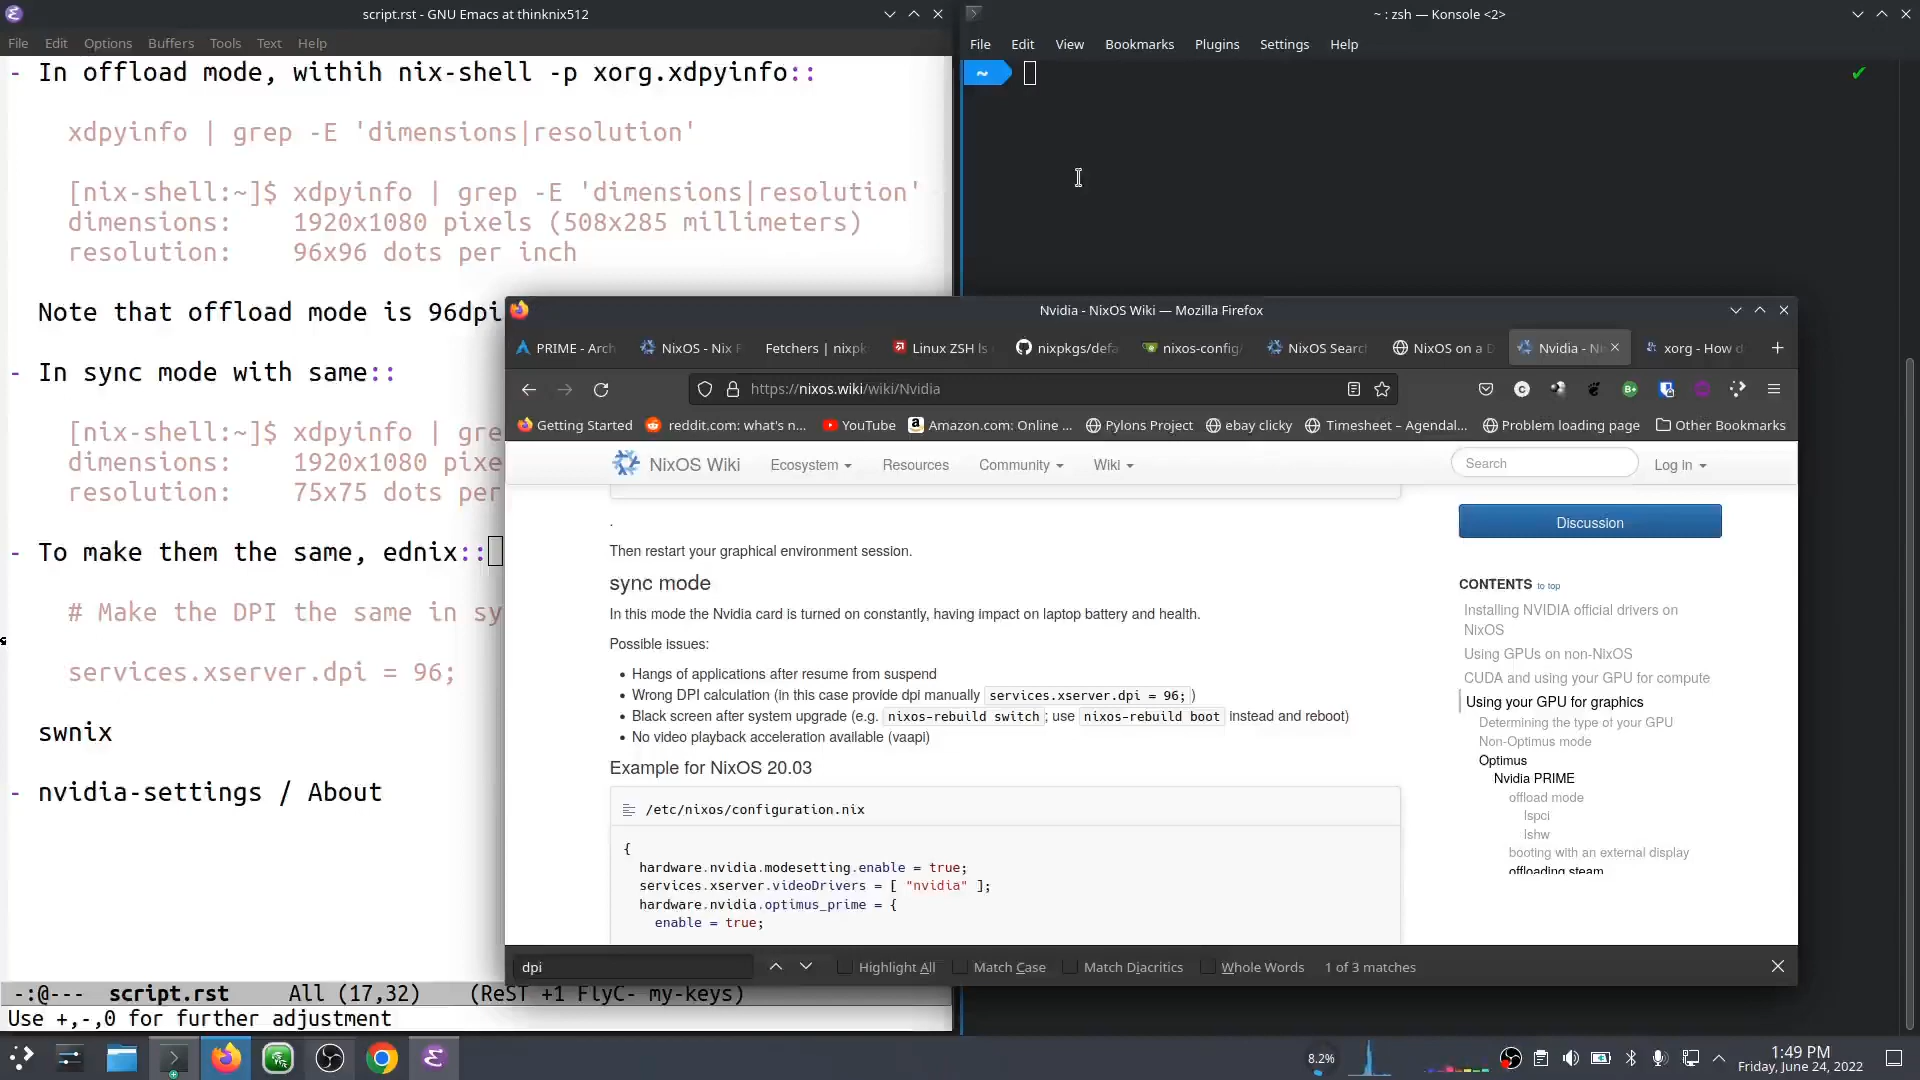 script.rst - GNU Emacs at thinknix512
File Edit Options Buffers Tools Text Help
- In offload mode, withih nix-shell -p xorg.xdpyinfo::
xdpyinfo | grep -E 'dimensions|resolution'
[nix-shell:~]$ xdpyinfo | grep -E 'dimensions|resolution'
dimensions: 1920x1080 pixels (508x285 millimeters)
resolution: 96x96 dots per inch
Note that offload mode is 96dpi
- In sync mode with same::
[nix-shell:~]$ xdpyinfo | gre
dimensions: 1920x1080 pixe
resolution: 75x75 dots per
- To make them the same, ednix::
# Make the DPI the same in sy
services.xserver.dpi = 96;
swnix
- nvidia-settings / About
-:@--- script.rst All (17,32) (ReST +1 FlyC- my-keys)
Use +,-,0 for further adjustment
~ : zsh — Konsole <2>
File Edit View Bookmarks Plugins Settings Help
~
Nvidia - NixOS Wiki — Mozilla Firefox
PRIME - Arch NixOS - Nix F Fetchers | nixpk Linux ZSH ls nixpkgs/defa nixos-config/ NixOS Searc NixOS on a D Nvidia - Ni xorg - How d
https://nixos.wiki/wiki/Nvidia
Getting Started reddit.com: what's n... YouTube Amazon.com: Online ... Pylons Project ebay clicky Timesheet – Agendal... Problem loading page Other Bookmarks
NixOS Wiki Ecosystem Resources Community Wiki Search Log in
.
Then restart your graphical environment session.
sync mode
In this mode the Nvidia card is turned on constantly, having impact on laptop battery and health.
Possible issues:
• Hangs of applications after resume from suspend
• Wrong DPI calculation (in this case provide dpi manually services.xserver.dpi = 96; )
• Black screen after system upgrade (e.g. nixos-rebuild switch ; use nixos-rebuild boot instead and reboot)
• No video playback acceleration available (vaapi)
Example for NixOS 20.03
/etc/nixos/configuration.nix
{
hardware.nvidia.modesetting.enable = true;
services.xserver.videoDrivers = [ "nvidia" ];
hardware.nvidia.optimus_prime = {
enable = true;
Discussion
CONTENTS to top
Installing NVIDIA official drivers on
NixOS
Using GPUs on non-NixOS
CUDA and using your GPU for compute
Using your GPU for graphics
Determining the type of your GPU
Non-Optimus mode
Optimus
Nvidia PRIME
offload mode
lspci
lshw
booting with an external display
offloading steam
dpi Highlight All Match Case Match Diacritics Whole Words 1 of 3 matches
8.2%
1:49 PM
Friday, June 24, 2022